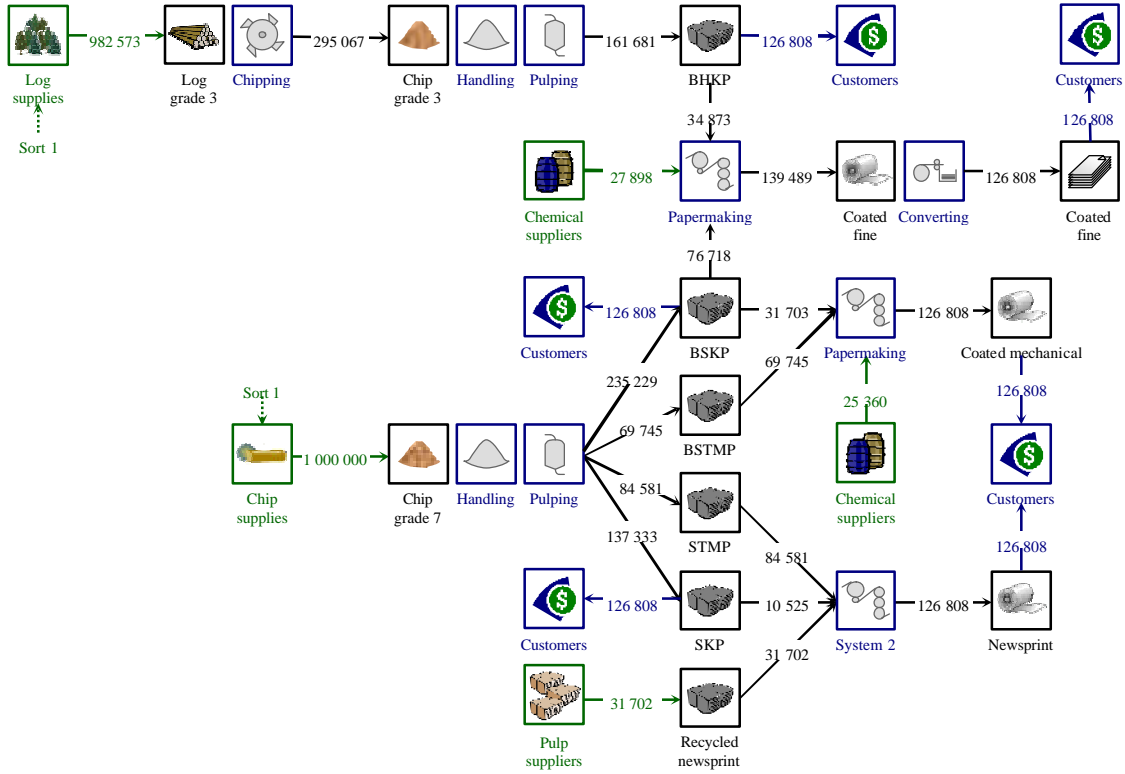 982 573
295 067
161 681
126 808
Log
supplies
Log
grade 3
Chipping
Chip
grade 3
Handling
Pulping
BHKP
Customers
Customers
34 873
126 808
Sort 1
27 898
139 489
126 808
Chemical
suppliers
Papermaking
Coated
fine
Converting
Coated
fine
76 718
126 808
31 703
126 808
Customers
BSKP
Papermaking
Coated mechanical
235 229
69 745
Sort 1
126 808
25 360
69 745
1 000 000
BSTMP
84 581
Chip
supplies
Chip
grade 7
Handling
Pulping
Chemical
suppliers
Customers
137 333
STMP
84 581
126 808
126 808
10 525
126 808
Customers
SKP
System 2
Newsprint
31 702
31 702
Pulp
suppliers
Recycled
newsprint